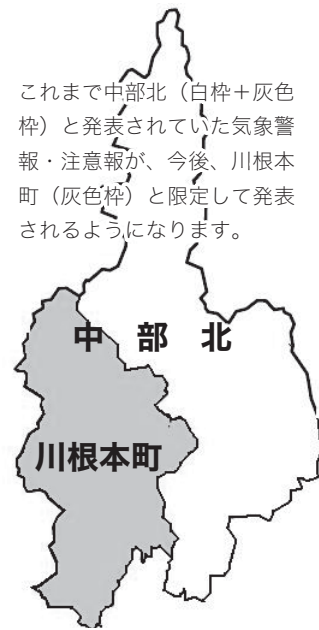 これまで中部北（白枠＋灰色
枠）と発表されていた気象警
報・注意報が、今後、川根本
町（灰色枠）と限定して発表
されるようになります。
中 部 北
川根本町